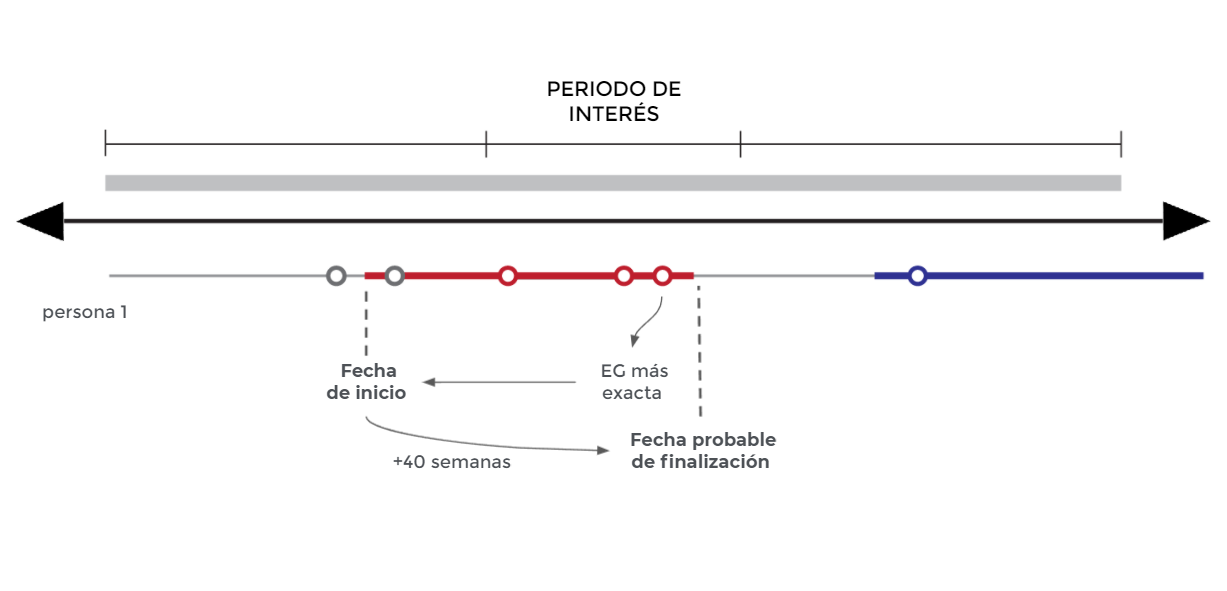 PERIODO DE
INTERÉS
persona 1
Fecha
de inicio
EG más
exacta
+40 semanas
Fecha probable
de finalización